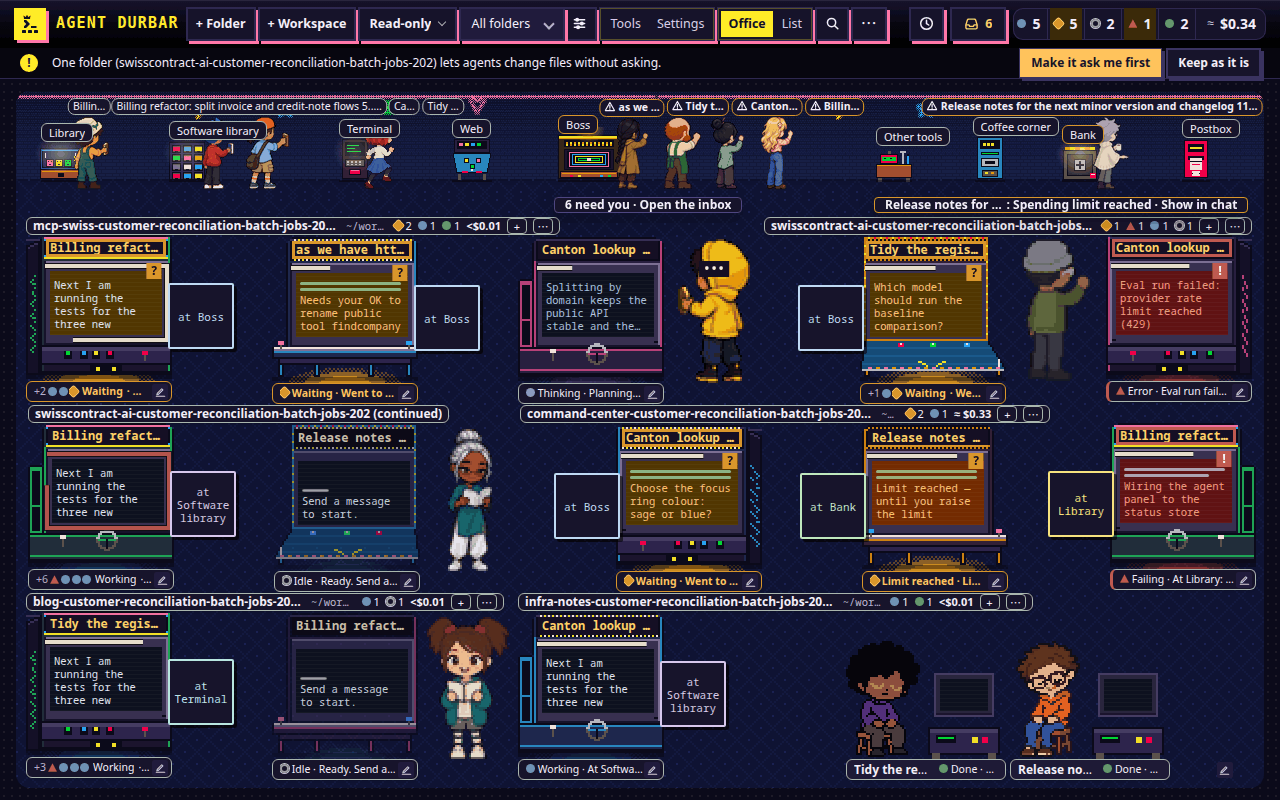 AGENT DURBAR
+ Folder
+ Workspace
Read-only
All folders
Tools
Settings
Office
List
6
5
5
2
1
2
≈ $0.34
One folder (swisscontract-ai-customer-reconciliation-batch-jobs-202) lets agents change files without asking.
Make it ask me first
Keep as it is
Billin...
Billing refactor: split invoice and credit-note flows 5.....
Ca...
Tidy ...
as we ...
Tidy t...
Canton...
Billin...
Release notes for the next minor version and changelog 11...
Library
Software library
Terminal
Web
Boss
Other tools
Coffee corner
Bank
Postbox
6 need you · Open the inbox
Release notes for ... : Spending limit reached · Show in chat
mcp-swiss-customer-reconciliation-batch-jobs-20... ~/wor... 2 1 1 <$0.01 + ...
swisscontract-ai-customer-reconciliation-batch-jobs... 1 1 1 1 + ...
Billing refact...
?
Next I am
running the
tests for the
three new
at Boss
+2 Waiting · ...
as we have htt...
?
Needs your OK to
rename public
tool findcompany
at Boss
Waiting · Went to ...
Canton lookup ...
Splitting by
domain keeps the
public API
stable and the…
Thinking · Planning...
at Boss
Tidy the regis...
?
Which model
should run the
baseline
comparison?
+1 Waiting · We...
Canton lookup ...
!
Eval run failed:
provider rate
limit reached
(429)
Error · Eval run fail...
swisscontract-ai-customer-reconciliation-batch-jobs-202 (continued)
command-center-customer-reconciliation-batch-jobs-20... ~... 2 1 ≈ $0.33 + ...
Billing refact...
Next I am
running the
tests for the
three new
at
Software
library
+6 Working ·...
Release notes ...
Send a message
to start.
Idle · Ready. Send a...
at Boss
Canton lookup ...
?
Choose the focus
ring colour:
sage or blue?
Waiting · Went to ...
at Bank
Release notes ...
?
Limit reached —
until you raise
the limit
Limit reached · Li...
at
Library
Billing refact...
!
Wiring the agent
panel to the
status store
Failing · At Library: ...
blog-customer-reconciliation-batch-jobs-20... ~/wor... 1 1 <$0.01 + ...
infra-notes-customer-reconciliation-batch-jobs-202... ~/wor... 1 1 <$0.01 + ...
Tidy the regis...
Next I am
running the
tests for the
three new
at
Terminal
+3 Working ·...
Billing refact...
Send a message
to start.
Idle · Ready. Send a...
Canton lookup ...
Next I am
running the
tests for the
three new
at
Software
library
Working · At Softwa...
Tidy the re... Done · ...
Release no... Done · ...